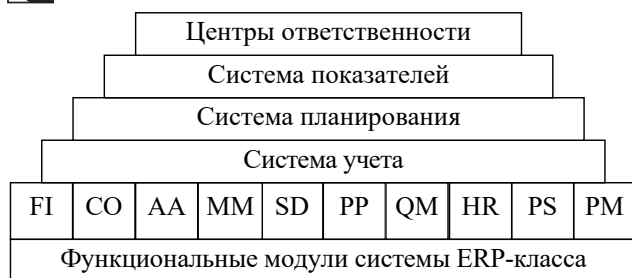 Центры ответственности
Система показателей
Система планирования
Система учета
FI CO AA MM SD PP QM HR PS PM
Функциональные модули системы ERP-класса